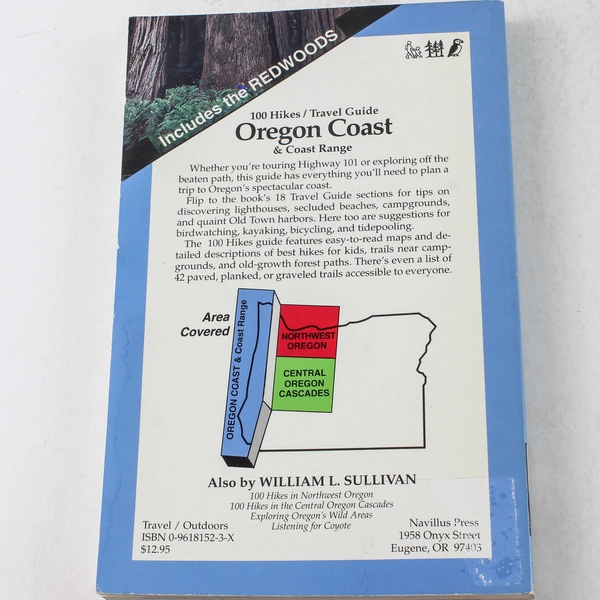 Includes the REDWOODS
100 Hikes / Travel Guide
Oregon Coast
& Coast Range
Whether you're touring Highway 101 or exploring off the
beaten path, this guide has everything you'll need to plan a
trip to Oregon's spectacular coast.
Flip to the book's 18 Travel Guide sections for tips on
discovering lighthouses, secluded beaches, campgrounds,
and quaint Old Town harbors. Here too are suggestions for
birdwatching, kayaking, bicycling, and tidepooling.
The 100 Hikes guide features easy-to-read maps and de-
tailed descriptions of best hikes for kids, trails near camp-
grounds, and old-growth forest paths. There's even a list of
42 paved, planked, or graveled trails accessible to everyone.
Area
Covered
OREGON COAST & Coast Range
NORTHWEST
OREGON
CENTRAL
OREGON
CASCADES
Also by WILLIAM L. SULLIVAN
100 Hikes in Northwest Oregon
100 Hikes in the Central Oregon Cascades
Exploring Oregon's Wild Areas
Listening for Coyote
Travel / Outdoors
ISBN 0-9618152-3-X
$12.95
Navillus Press
1958 Onyx Street
Eugene, OR 97403